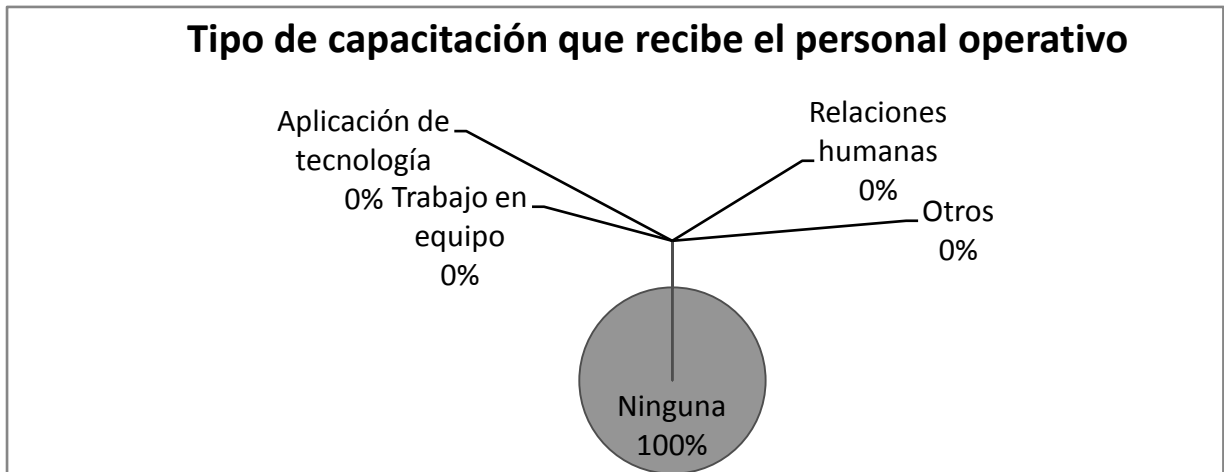 Tipo de capacitación que recibe el personal operativo
Aplicación de
tecnología
0%
Trabajo en
equipo
0%
Relaciones
humanas
0%
Otros
0%
Ninguna
100%